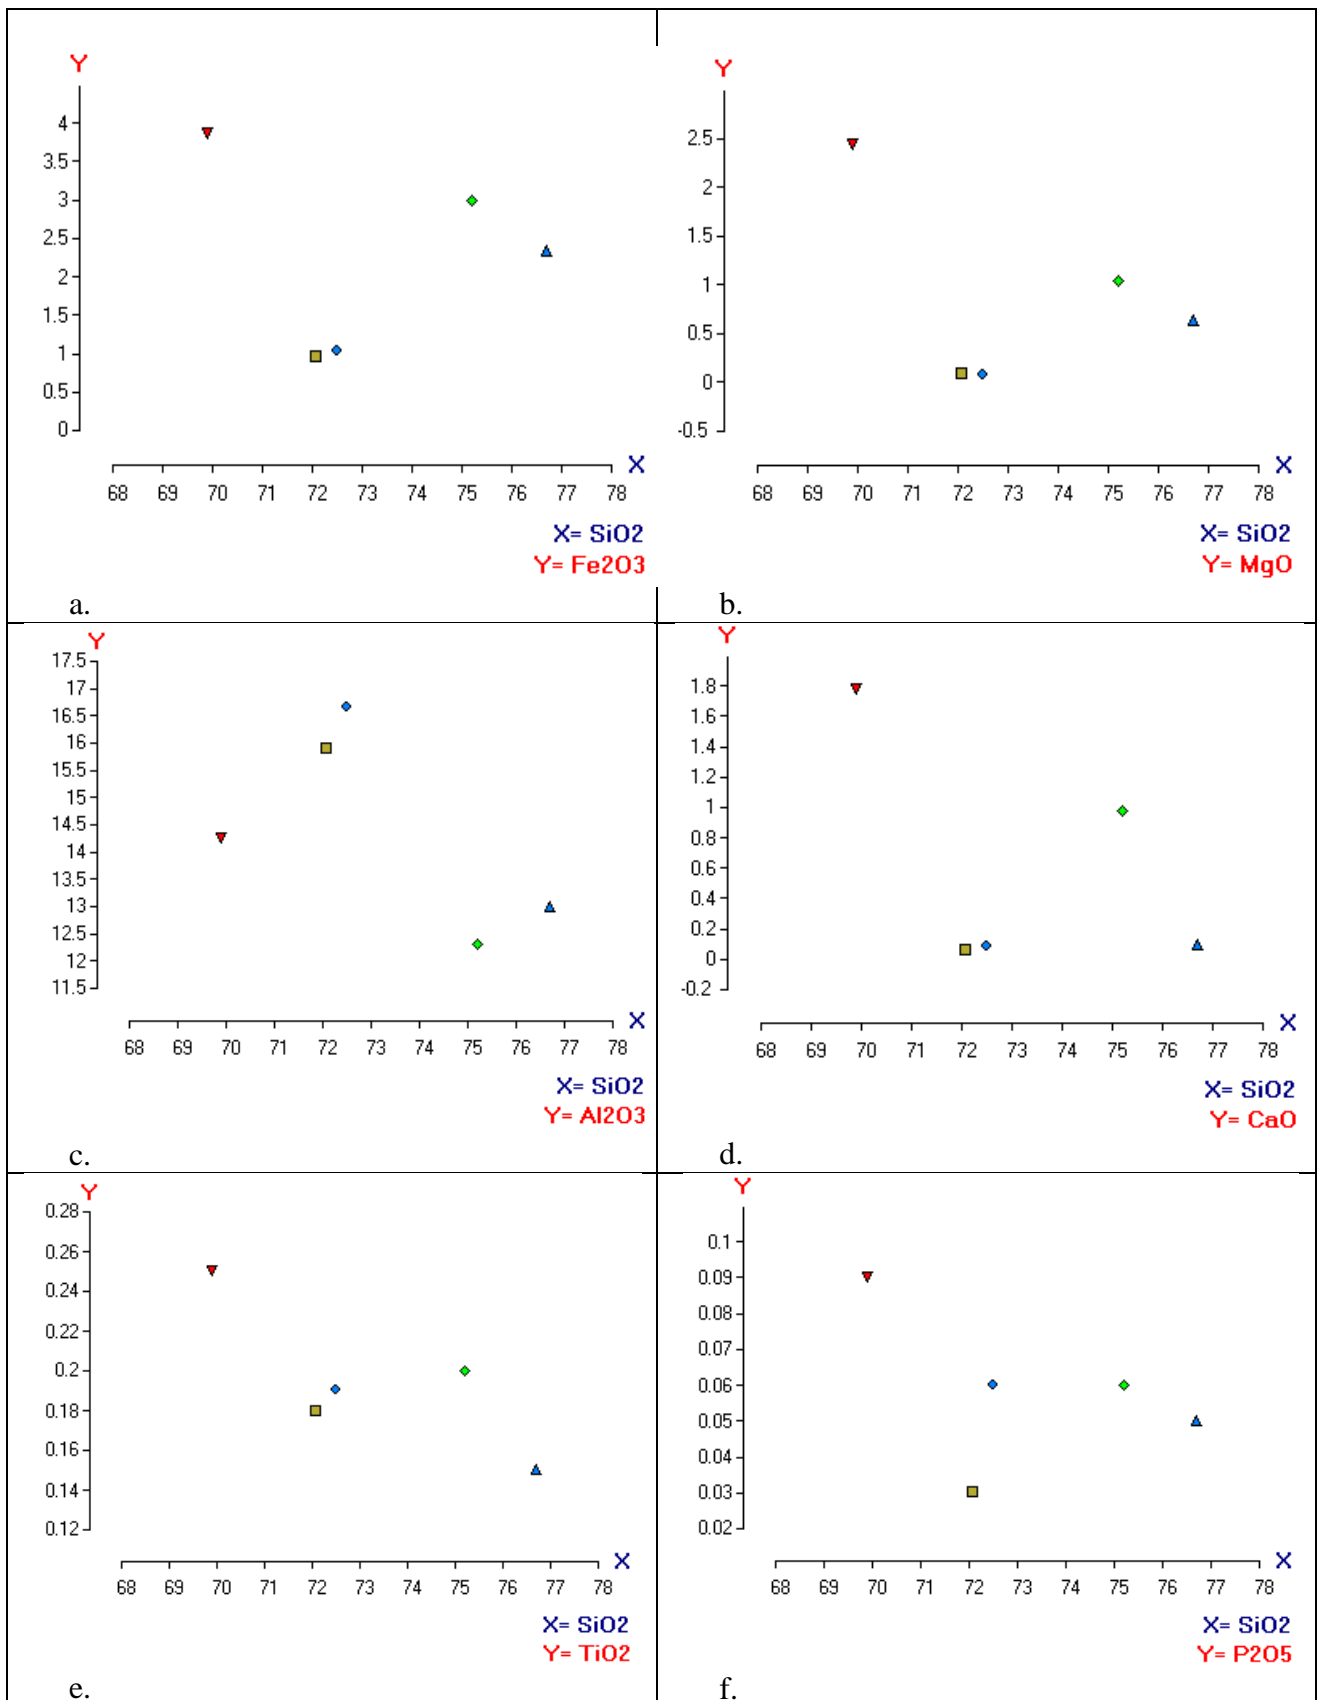 Y
4
3.5
3
2.5
2
1.5
1
0.5
0
68 69 70 71 72 73 74 75 76 77 78
X
X= SiO2
Y= Fe2O3
a.
Y
2.5
2
1.5
1
0.5
0
-0.5
68 69 70 71 72 73 74 75 76 77 78
X
X= SiO2
Y= MgO
b.
Y
17.5
17
16.5
16
15.5
15
14.5
14
13.5
13
12.5
12
11.5
68 69 70 71 72 73 74 75 76 77 78
X
X= SiO2
Y= Al2O3
c.
Y
1.8
1.6
1.4
1.2
1
0.8
0.6
0.4
0.2
0
-0.2
68 69 70 71 72 73 74 75 76 77 78
X
X= SiO2
Y= CaO
d.
Y
0.28
0.26
0.24
0.22
0.2
0.18
0.16
0.14
0.12
68 69 70 71 72 73 74 75 76 77 78
X
X= SiO2
Y= TiO2
e.
Y
0.1
0.09
0.08
0.07
0.06
0.05
0.04
0.03
0.02
68 69 70 71 72 73 74 75 76 77 78
X
X= SiO2
Y= P2O5
f.